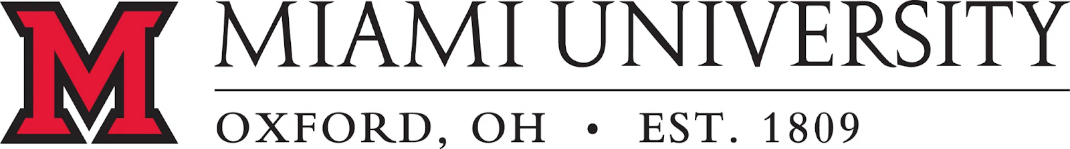 M
MIAMI UNIVERSITY
OXFORD, OH • EST. 1809